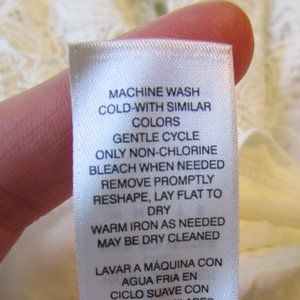 MACHINE WASH
COLD-WITH SIMILAR
COLORS
GENTLE CYCLE
ONLY NON-CHLORINE
BLEACH WHEN NEEDED
REMOVE PROMPTLY
RESHAPE, LAY FLAT TO
DRY
WARM IRON AS NEEDED
MAY BE DRY CLEANED
LAVAR A MÁQUINA CON
AGUA FRIA EN
CICLO SUAVE CON